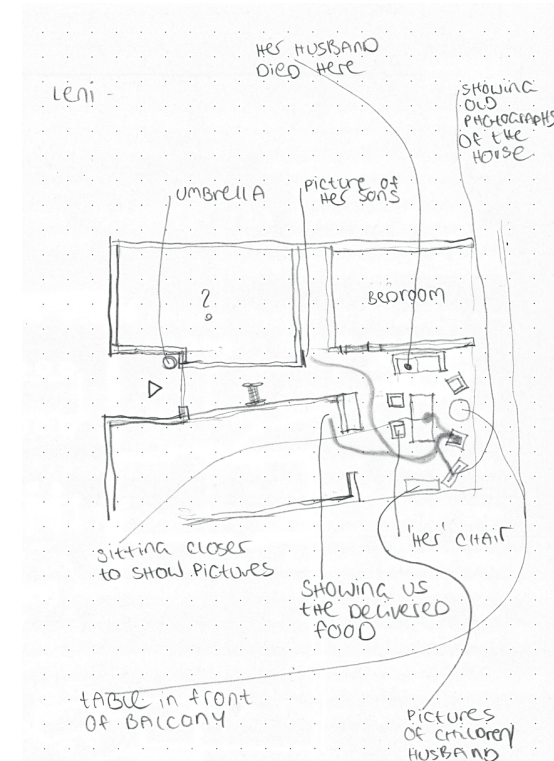 Leni -
Her HUSBAND
DIED Here
SHOWING
OLD
PHOTOGRAPHS
OF tHe
HOUSE
UMBRELLA
picture of
Her SONS
?
BEDROOM
'Her' CHAIR
sitting closer
to SHOW PICTURES
SHOWING US
tHe DELIVERED
FOOD
tABLE in front
OF BALCONY
Pictures
OF CHILDREN/
HUSBAND